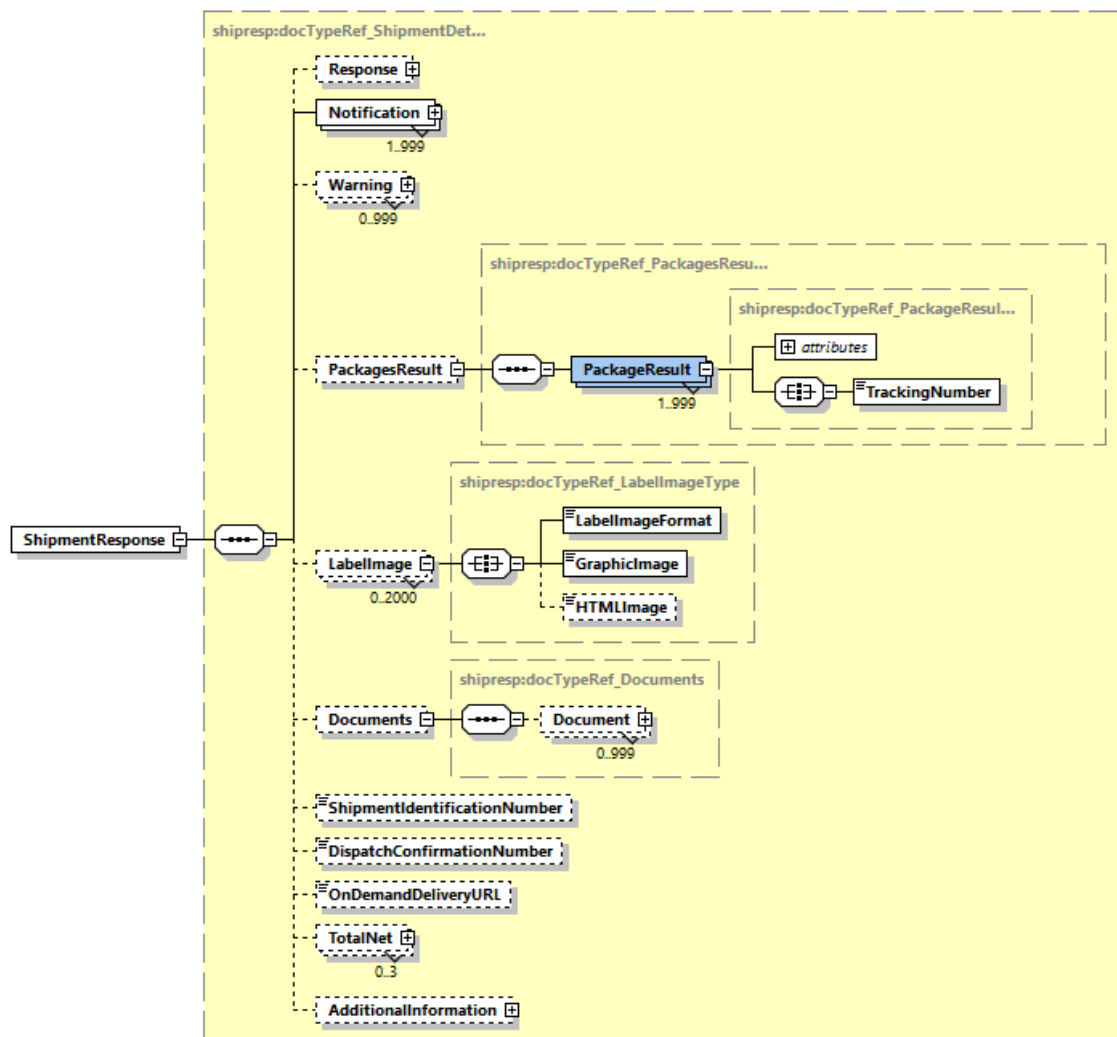 shipresp:docTypeRef_ShipmentDet...
Response
Notification
1..999
Warning
0..999
shipresp:docTypeRef_PackagesResu...
shipresp:docTypeRef_PackageResul...
attributes
PackagesResult
PackageResult
1..999
TrackingNumber
shipresp:docTypeRef_LabelImageType
LabelImageFormat
ShipmentResponse
LabelImage
0..2000
GraphicImage
HTMLImage
shipresp:docTypeRef_Documents
Documents
Document
0..999
ShipmentIdentificationNumber
DispatchConfirmationNumber
OnDemandDeliveryURL
TotalNet
0..3
AdditionalInformation